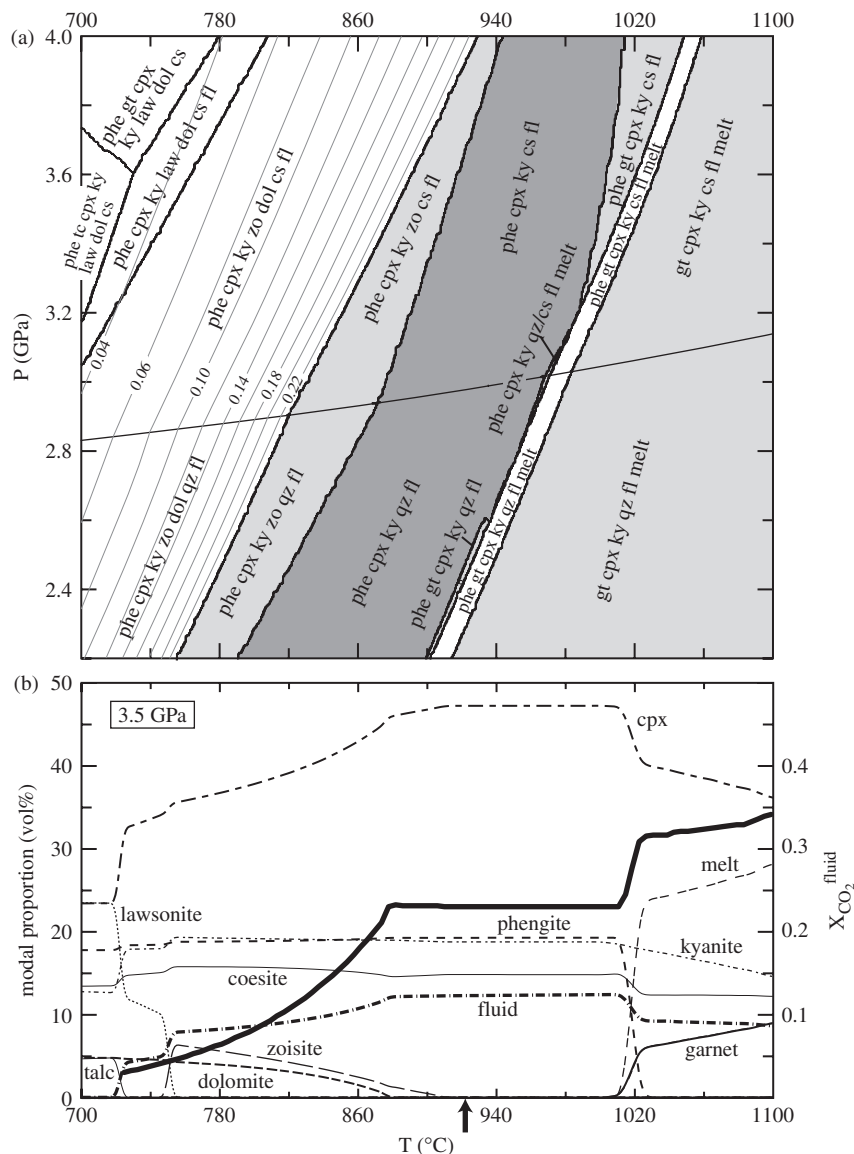 700 780 860 940 1020 1100
(a)
4.0
3.6
3.2
2.8
2.4
P (GPa)
phe gt cpx
ky law dol cs
phe tc cpx ky
law dol cs
phe cpx ky law dol cs fl
phe cpx ky zo dol cs fl
phe cpx ky zo cs fl
phe cpx ky cs fl
phe gt cpx ky cs fl
phe gt cpx ky cs fl melt
gt cpx ky cs fl melt
0.04
0.06
0.10
0.14
0.18
0.22
phe cpx ky qz/cs fl melt
phe cpx ky zo dol qz fl
phe cpx ky zo qz fl
phe cpx ky qz fl
phe gt cpx ky qz fl
phe gt cpx ky qz fl melt
gt cpx ky qz fl melt
(b)
50
40
30
20
10
0
modal proportion (vol%)
3.5 GPa
cpx
0.4
0.3
0.2
0.1
X CO2 fluid
lawsonite
melt
phengite
kyanite
coesite
fluid
zoisite
garnet
talc
dolomite
700 780 860 940 1020 1100
T (°C)